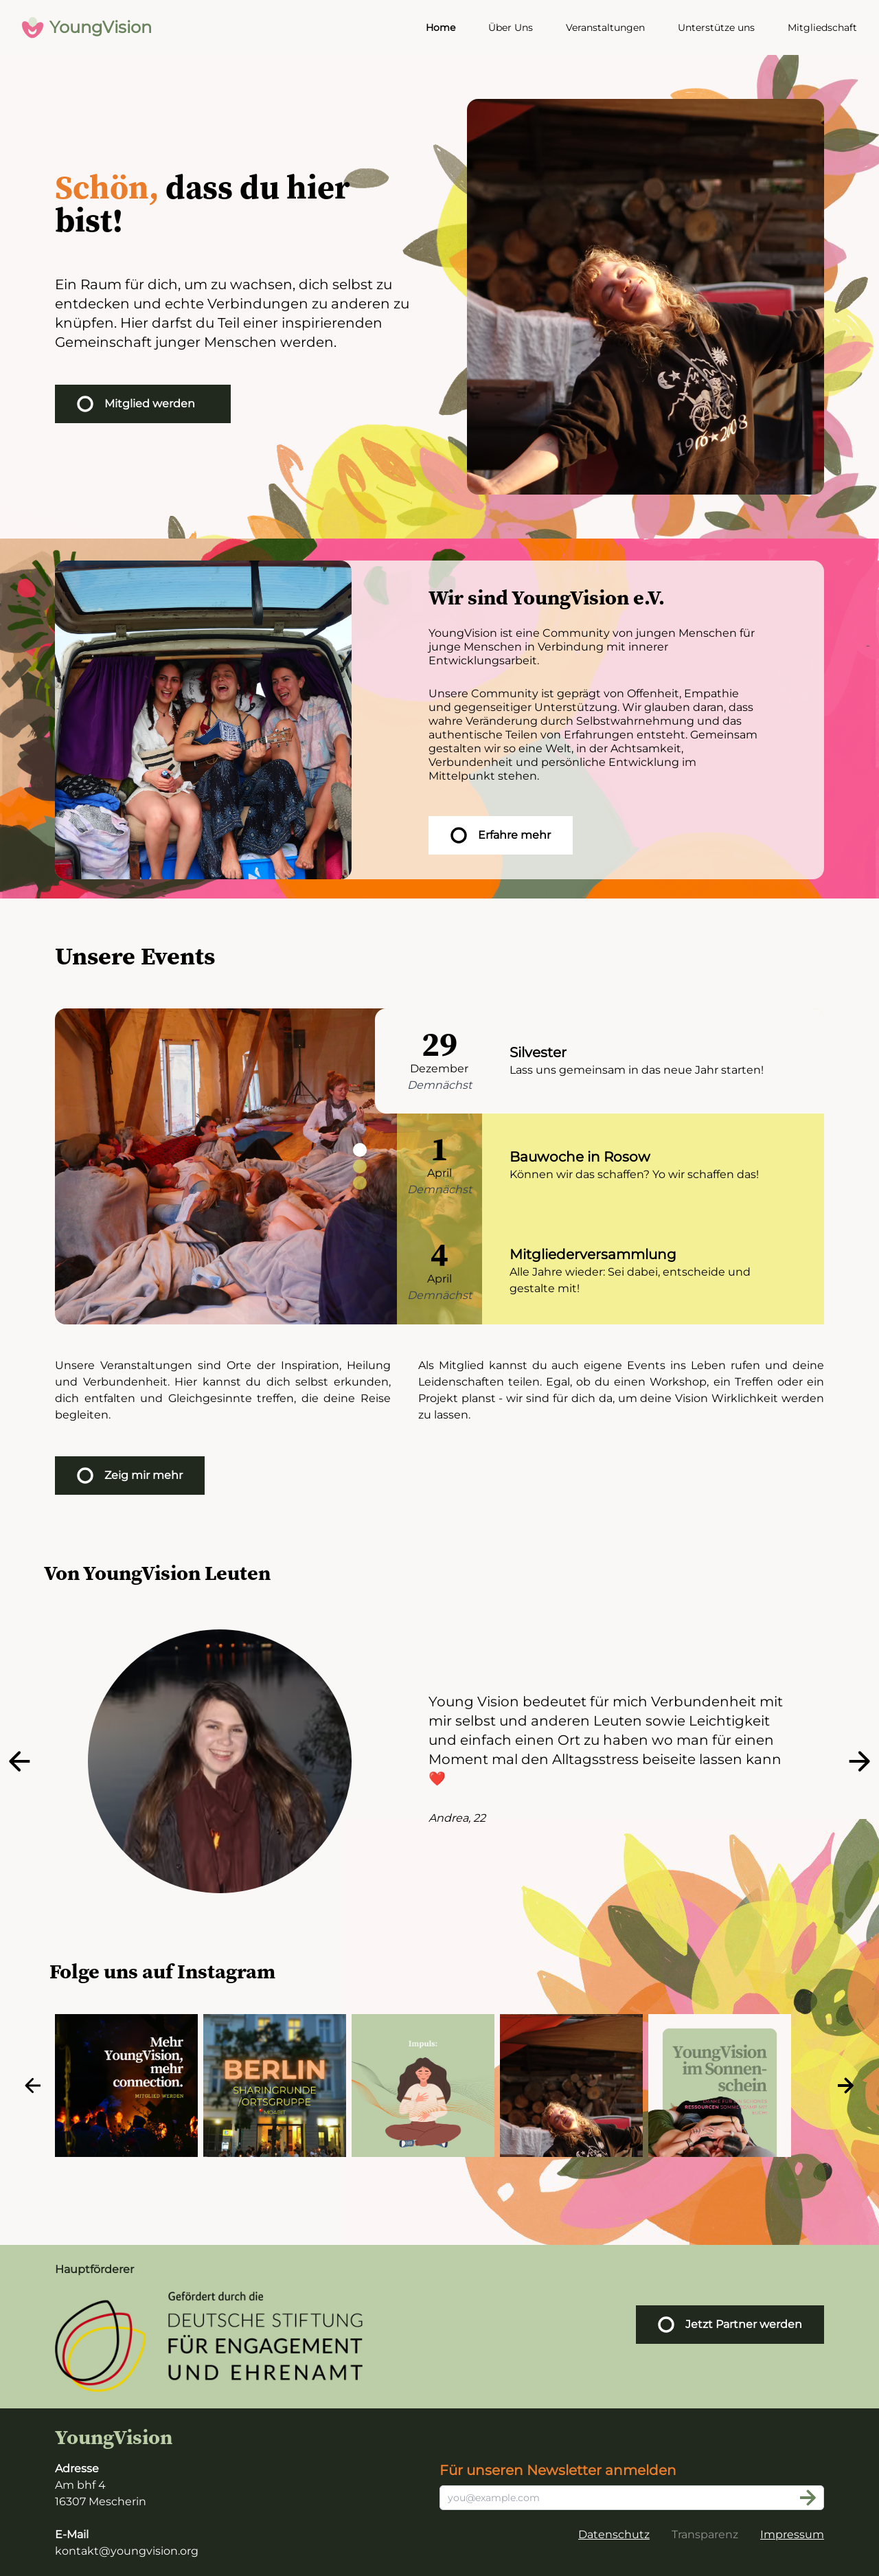 YoungVision
Home
Über Uns
Veranstaltungen
Unterstütze uns
Mitgliedschaft
Schön, dass du hier
bist!
Ein Raum für dich, um zu wachsen, dich selbst zu
entdecken und echte Verbindungen zu anderen zu
knüpfen. Hier darfst du Teil einer inspirierenden
Gemeinschaft junger Menschen werden.
Mitglied werden
Wir sind YoungVision e.V.
YoungVision ist eine Community von jungen Menschen für
junge Menschen in Verbindung mit innerer
Entwicklungsarbeit.
Unsere Community ist geprägt von Offenheit, Empathie
und gegenseitiger Unterstützung. Wir glauben daran, dass
wahre Veränderung durch Selbstwahrnehmung und das
authentische Teilen von Erfahrungen entsteht. Gemeinsam
gestalten wir so eine Welt, in der Achtsamkeit,
Verbundenheit und persönliche Entwicklung im
Mittelpunkt stehen.
Erfahre mehr
Unsere Events
29
Dezember
Demnächst
Silvester
Lass uns gemeinsam in das neue Jahr starten!
1
April
Demnächst
Bauwoche in Rosow
Können wir das schaffen? Yo wir schaffen das!
4
April
Demnächst
Mitgliederversammlung
Alle Jahre wieder: Sei dabei, entscheide und
gestalte mit!
Unsere Veranstaltungen sind Orte der Inspiration, Heilung
und Verbundenheit. Hier kannst du dich selbst erkunden,
dich entfalten und Gleichgesinnte treffen, die deine Reise
begleiten.
Als Mitglied kannst du auch eigene Events ins Leben rufen und deine
Leidenschaften teilen. Egal, ob du einen Workshop, ein Treffen oder ein
Projekt planst - wir sind für dich da, um deine Vision Wirklichkeit werden
zu lassen.
Zeig mir mehr
Von YoungVision Leuten
Young Vision bedeutet für mich Verbundenheit mit
mir selbst und anderen Leuten sowie Leichtigkeit
und einfach einen Ort zu haben wo man für einen
Moment mal den Alltagsstress beiseite lassen kann
❤️
Andrea, 22
Folge uns auf Instagram
Mehr
YoungVision,
mehr
connection.
MITGLIED WERDEN
BERLIN
SHARINGRUNDE
/ORTSGRUPPE
MOABIT
Impuls:
YoungVision
im Sonnen-
schein
RESSOURCEN
Hauptförderer
Gefördert durch die
DEUTSCHE STIFTUNG
FÜR ENGAGEMENT
UND EHRENAMT
Jetzt Partner werden
YoungVision
Adresse
Am bhf 4
16307 Mescherin
E-Mail
kontakt@youngvision.org
Für unseren Newsletter anmelden
you@example.com
Datenschutz
Transparenz
Impressum